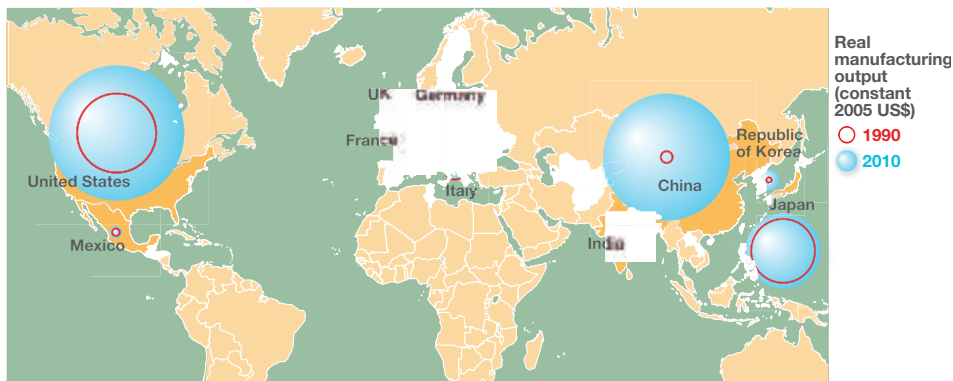 Real
manufacturing
output
(constant
2005 US$)
1990
2010
UK
Germany
France
Italy
United States
Mexico
China
Republic
of Korea
Japan
India